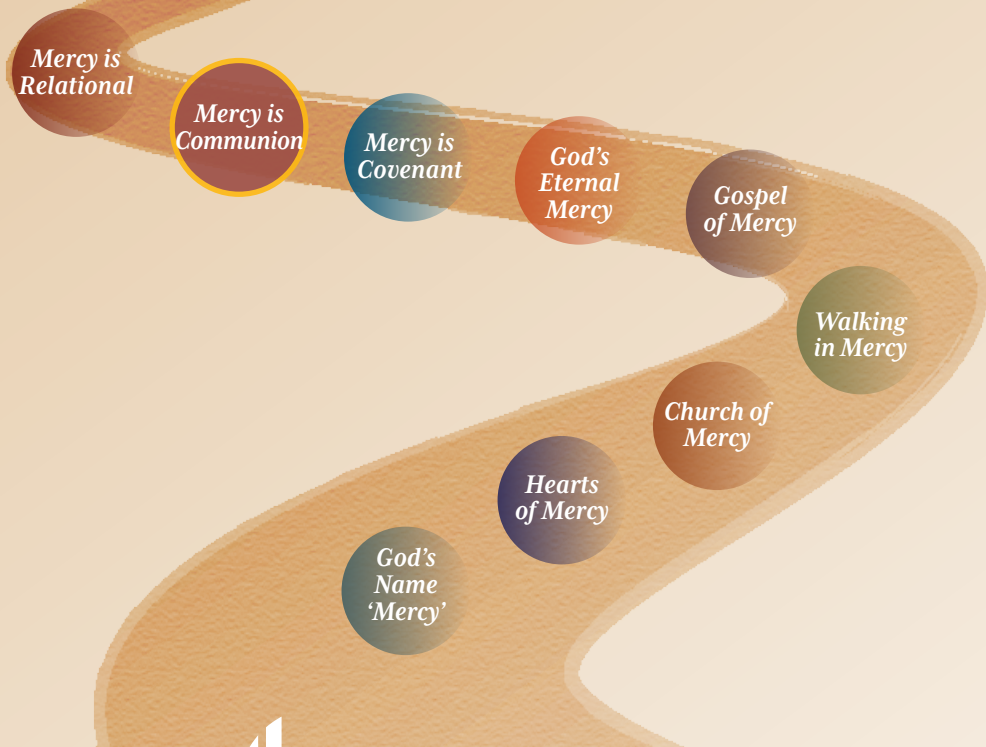 Mercy is
Relational
Mercy is
Communion
Mercy is
Covenant
God's
Eternal
Mercy
Gospel
of Mercy
Walking
in Mercy
Church of
Mercy
Hearts
of Mercy
God's
Name
‘Mercy’